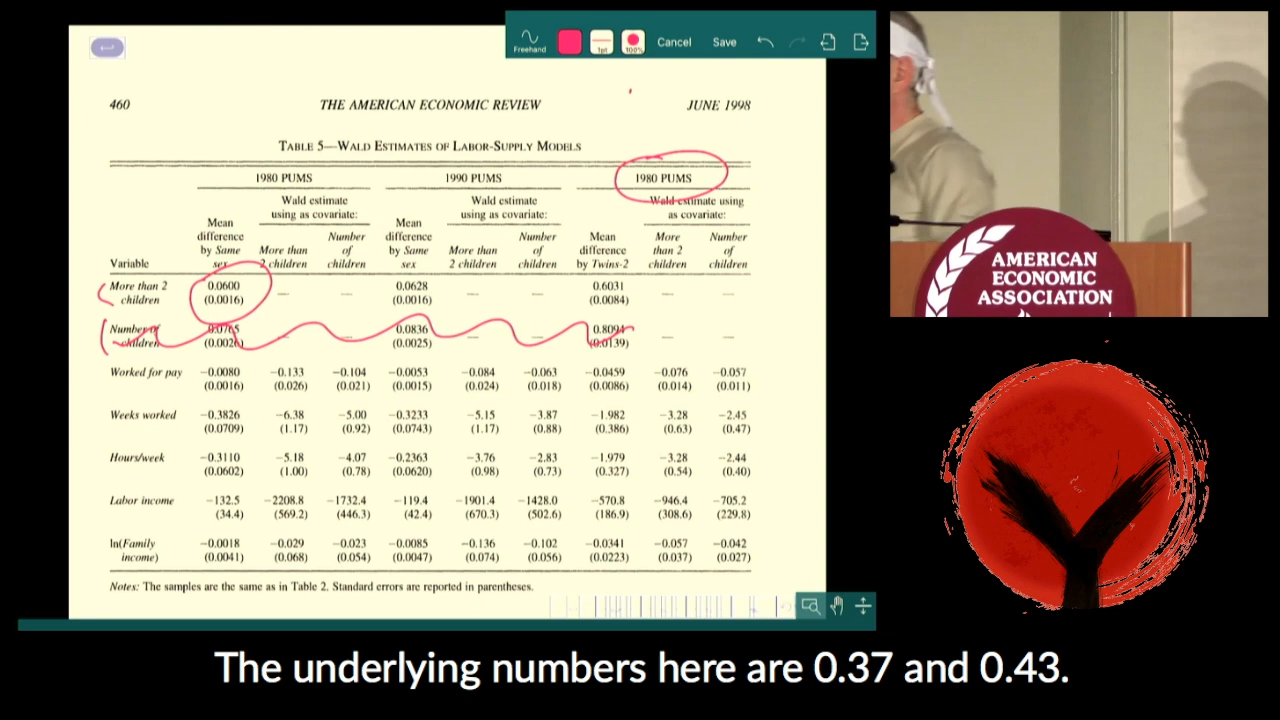 Freehand 1pt 100% Cancel Save
460 THE AMERICAN ECONOMIC REVIEW JUNE 1998
TABLE 5—WALD ESTIMATES OF LABOR-SUPPLY MODELS
1980 PUMS 1990 PUMS 1980 PUMS
Wald estimate Wald estimate Wald estimate using
using as covariate: using as covariate: as covariate:
Mean Mean
difference Number difference Number Mean More Number
by Same More than of by Same More than of difference than 2 of
Variable sex 2 children children sex 2 children children by Twins-2 children children
More than 2 0.0600 — — 0.0628 — — 0.6031 — —
children (0.0016) (0.0016) (0.0084)
Number of 0.0765 — — 0.0836 — — 0.8094 — —
children (0.0026) (0.0025) (0.0139)
Worked for pay −0.0080 −0.133 −0.104 −0.0053 −0.084 −0.063 −0.0459 −0.076 −0.057
(0.0016) (0.026) (0.021) (0.0015) (0.024) (0.018) (0.0086) (0.014) (0.011)
Weeks worked −0.3826 −6.38 −5.00 −0.3233 −5.15 −3.87 −1.982 −3.28 −2.45
(0.0709) (1.17) (0.92) (0.0743) (1.17) (0.88) (0.386) (0.63) (0.47)
Hours/week −0.3110 −5.18 −4.07 −0.2363 −3.76 −2.83 −1.979 −3.28 −2.44
(0.0602) (1.00) (0.78) (0.0620) (0.98) (0.73) (0.327) (0.54) (0.40)
Labor income −132.5 −2208.8 −1732.4 −119.4 −1901.4 −1428.0 −570.8 −946.4 −705.2
(34.4) (569.2) (446.3) (42.4) (670.3) (502.6) (186.9) (308.6) (229.8)
ln(Family −0.0018 −0.029 −0.023 −0.0085 −0.136 −0.102 −0.0341 −0.057 −0.042
income) (0.0041) (0.068) (0.054) (0.0047) (0.074) (0.056) (0.0223) (0.037) (0.027)
Notes: The samples are the same as in Table 2. Standard errors are reported in parentheses.
AMERICAN
ECONOMIC
ASSOCIATION
The underlying numbers here are 0.37 and 0.43.